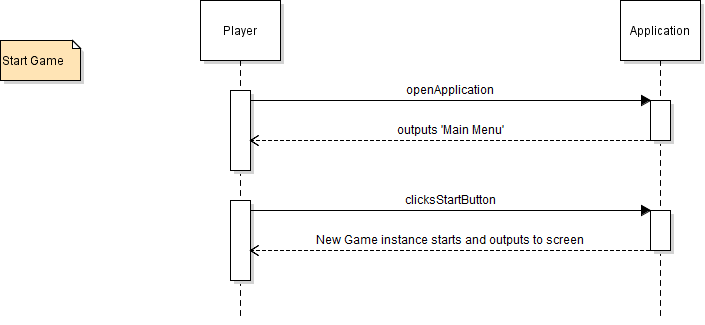 Player
Application
Start Game
openApplication
outputs 'Main Menu'
clicksStartButton
New Game instance starts and outputs to screen